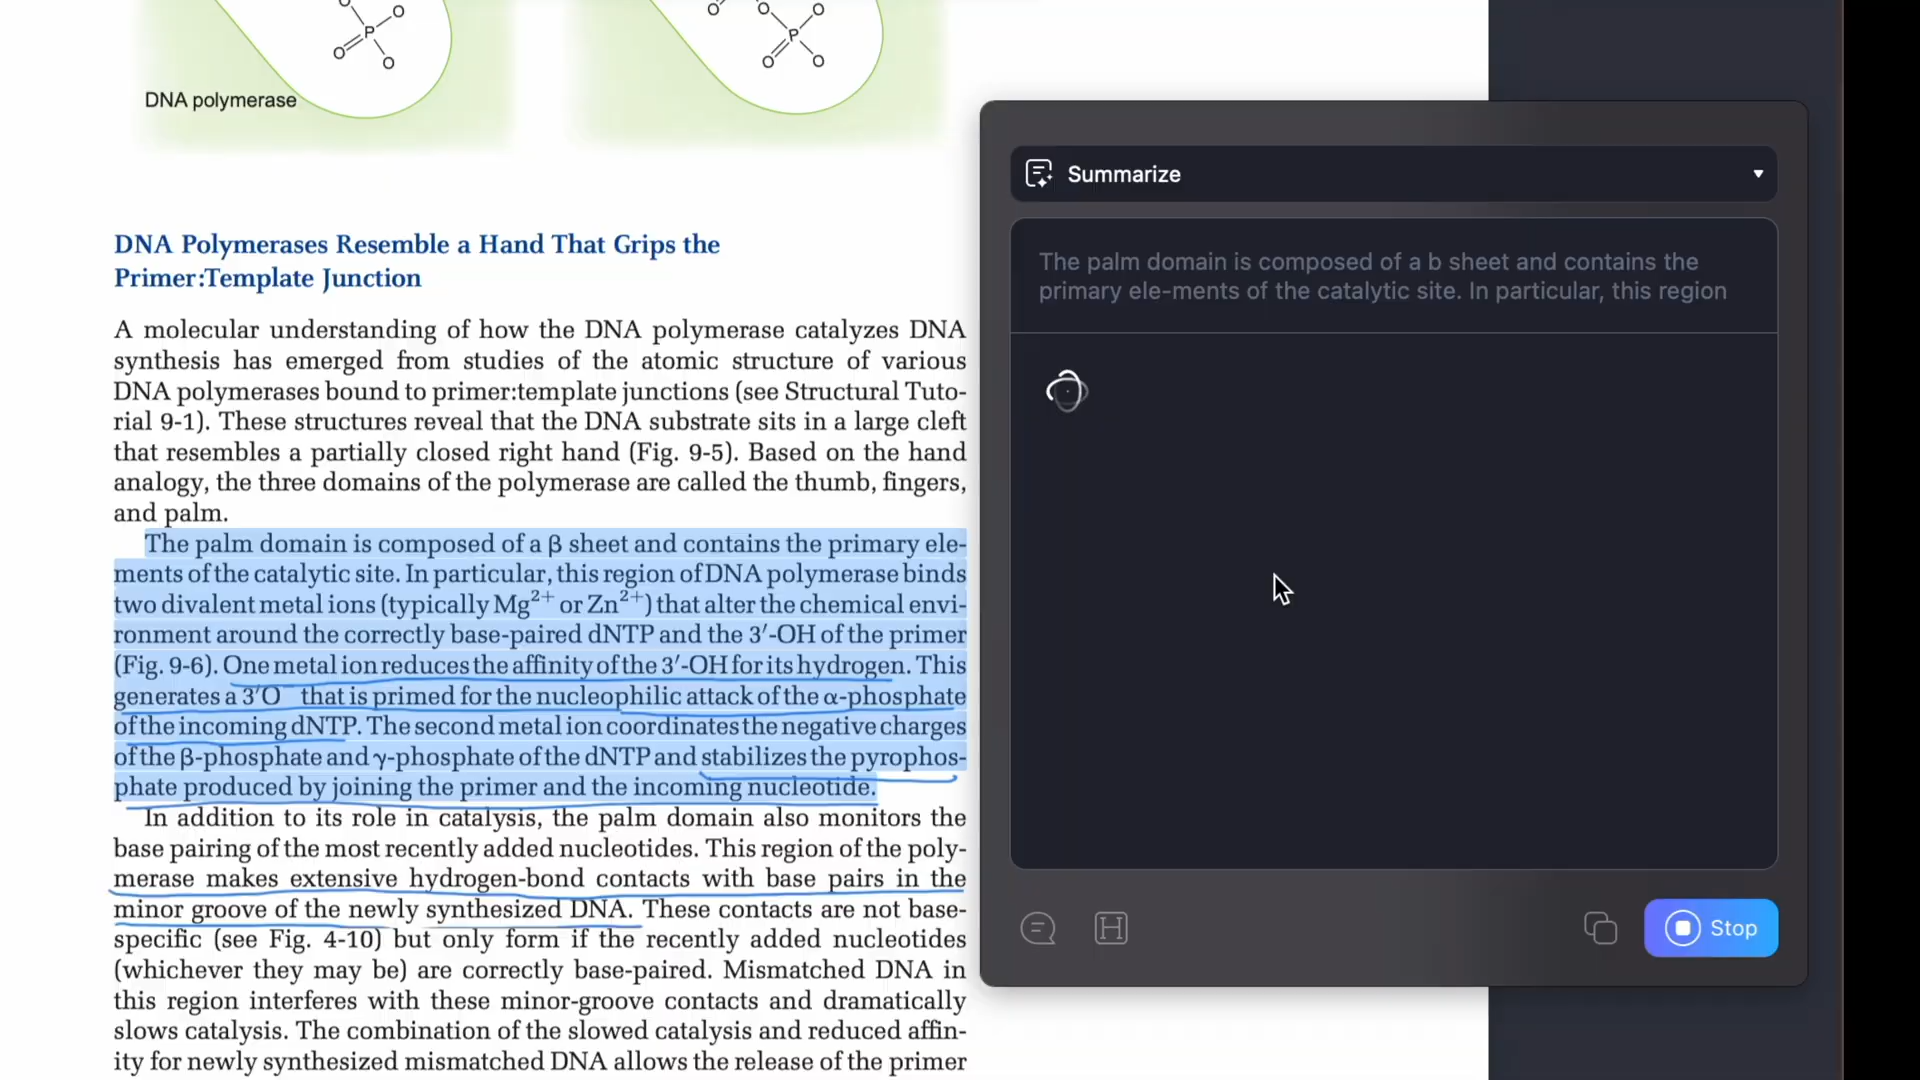 O
O
P
O
O
O
O
O
P
O
O
DNA polymerase
DNA Polymerases Resemble a Hand That Grips the
Primer:Template Junction
A molecular understanding of how the DNA polymerase catalyzes DNA
synthesis has emerged from studies of the atomic structure of various
DNA polymerases bound to primer:template junctions (see Structural Tuto-
rial 9-1). These structures reveal that the DNA substrate sits in a large cleft
that resembles a partially closed right hand (Fig. 9-5). Based on the hand
analogy, the three domains of the polymerase are called the thumb, fingers,
and palm.
The palm domain is composed of a β sheet and contains the primary ele-
ments of the catalytic site. In particular, this region of DNA polymerase binds
two divalent metal ions (typically Mg²⁺ or Zn²⁺) that alter the chemical envi-
ronment around the correctly base-paired dNTP and the 3′-OH of the primer
(Fig. 9-6). One metal ion reduces the affinity of the 3′-OH for its hydrogen. This
generates a 3′O⁻ that is primed for the nucleophilic attack of the α-phosphate
of the incoming dNTP. The second metal ion coordinates the negative charges
of the β-phosphate and γ-phosphate of the dNTP and stabilizes the pyrophos-
phate produced by joining the primer and the incoming nucleotide.
In addition to its role in catalysis, the palm domain also monitors the
base pairing of the most recently added nucleotides. This region of the poly-
merase makes extensive hydrogen-bond contacts with base pairs in the
minor groove of the newly synthesized DNA. These contacts are not base-
specific (see Fig. 4-10) but only form if the recently added nucleotides
(whichever they may be) are correctly base-paired. Mismatched DNA in
this region interferes with these minor-groove contacts and dramatically
slows catalysis. The combination of the slowed catalysis and reduced affin-
ity for newly synthesized mismatched DNA allows the release of the primer
Summarize
The palm domain is composed of a b sheet and contains the
primary ele-ments of the catalytic site. In particular, this region
H
Stop